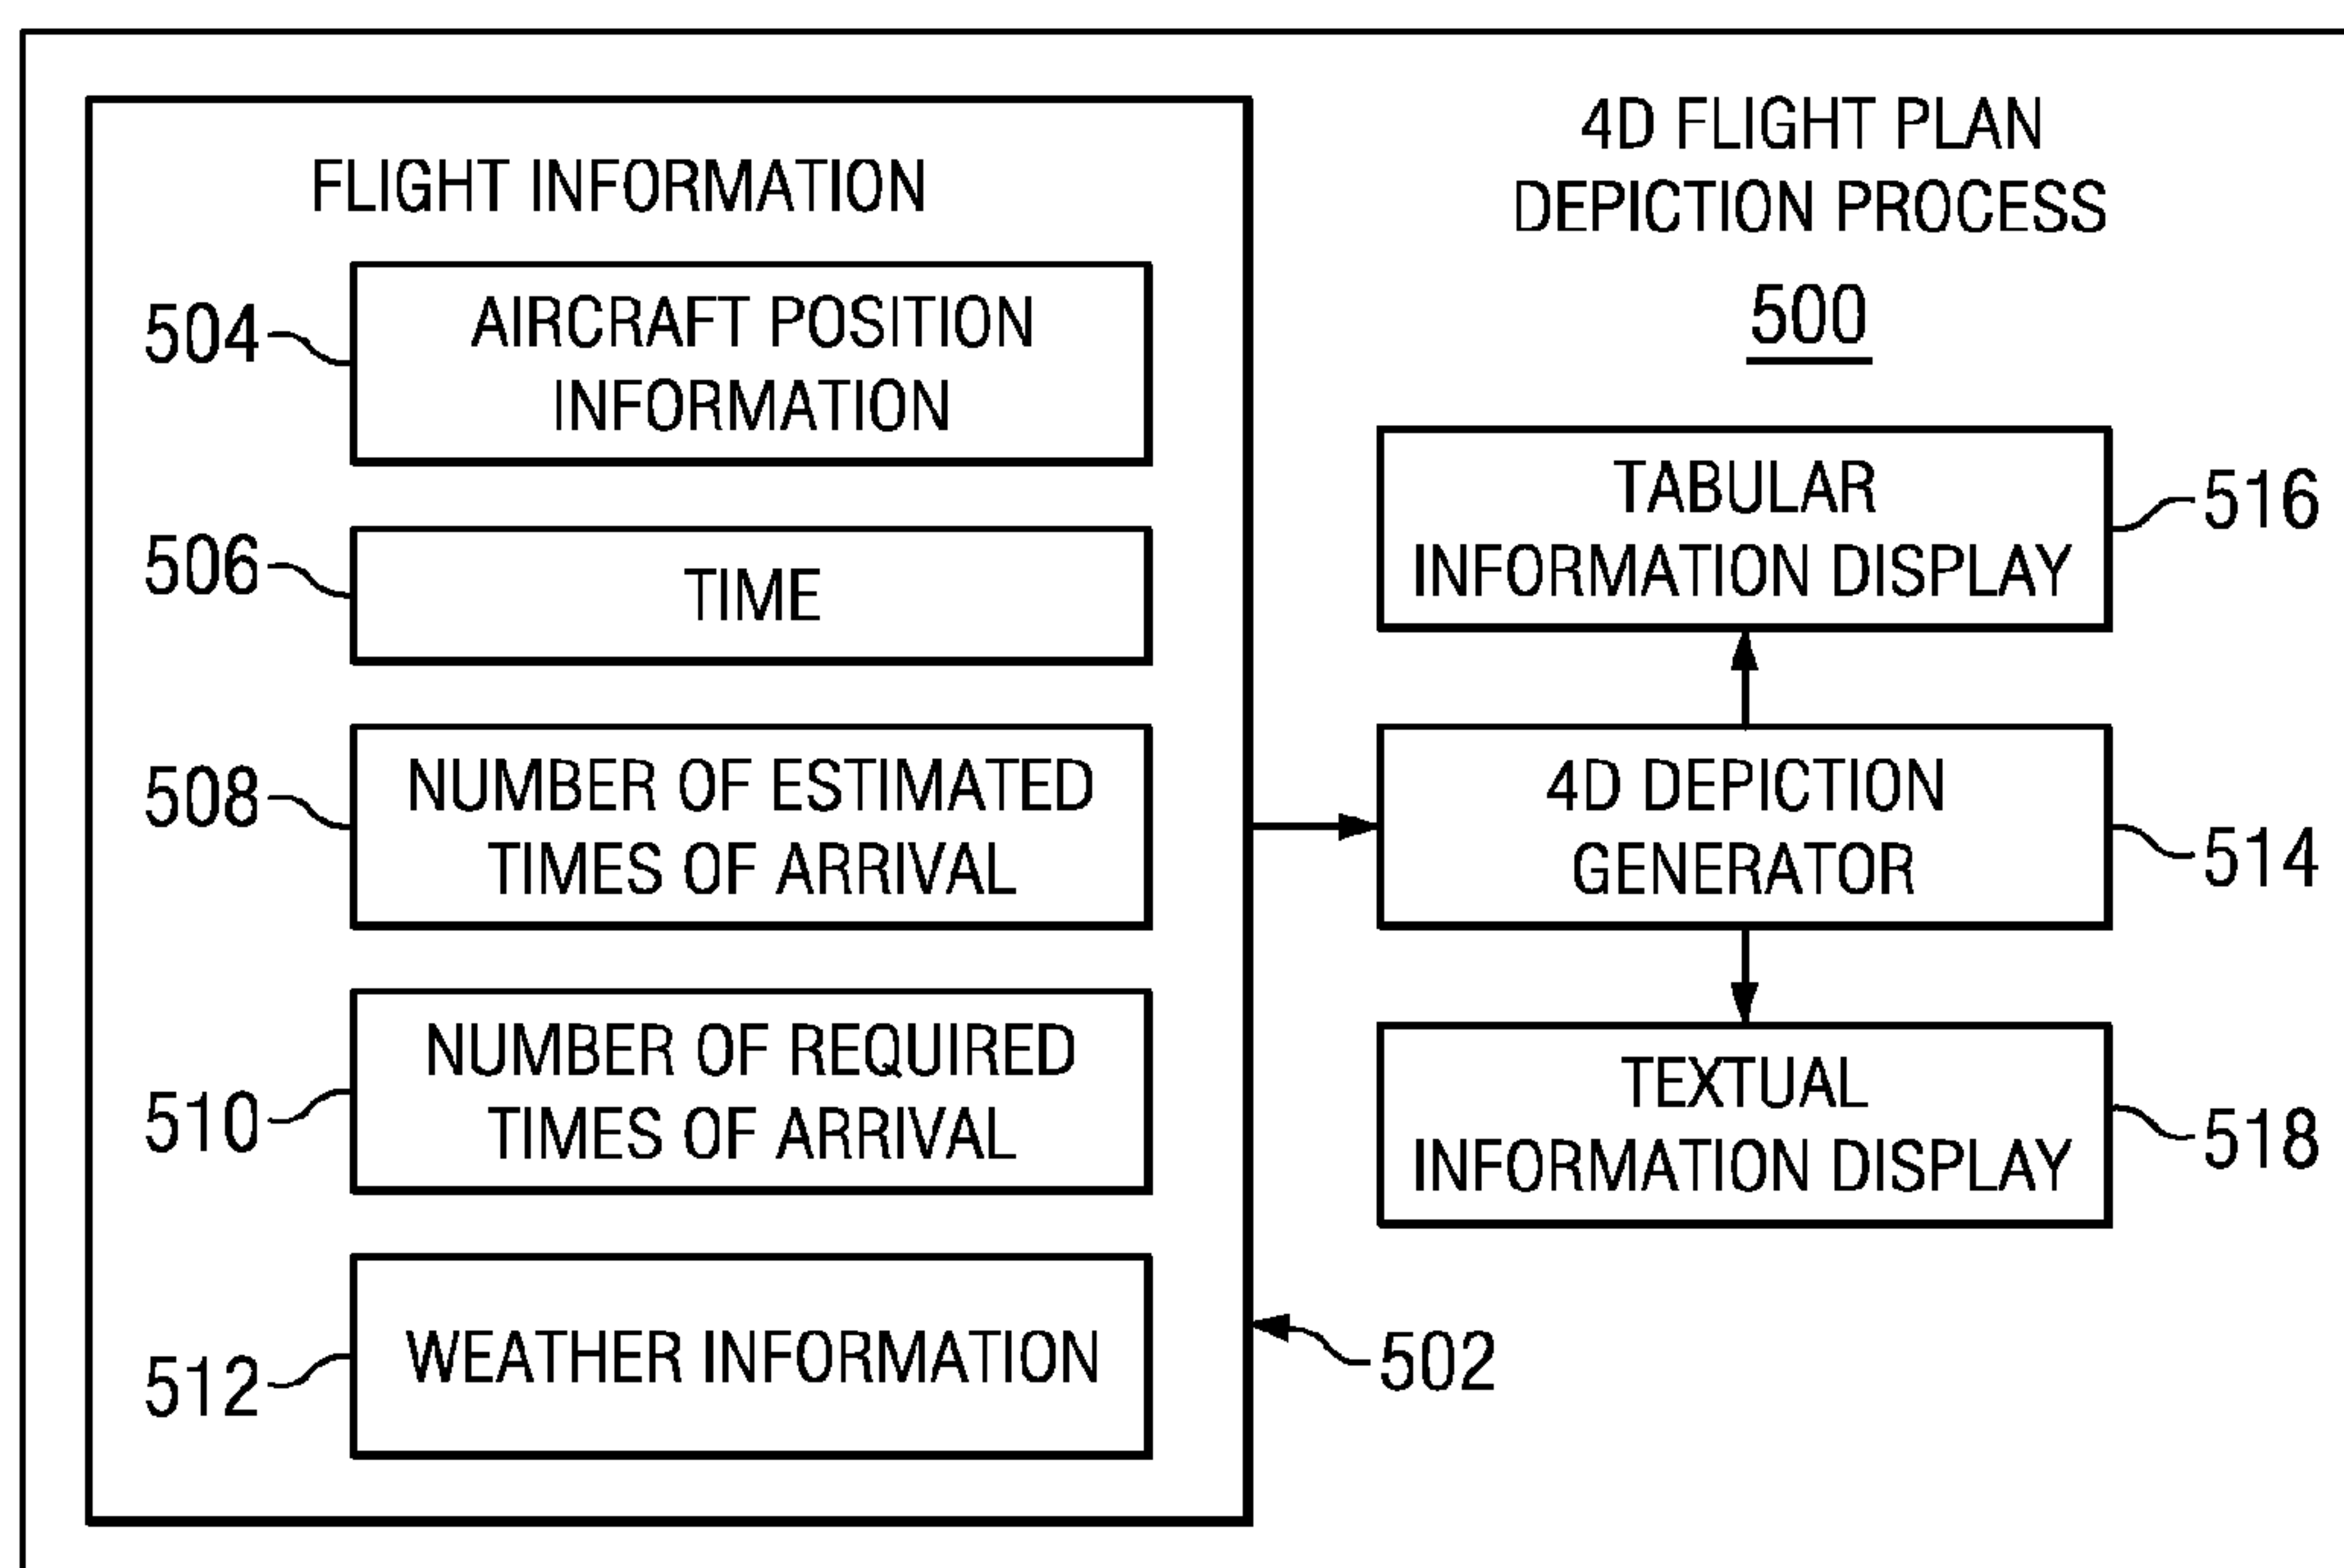 FLIGHT INFORMATION
504
AIRCRAFT POSITION
INFORMATION
506
TIME
508
NUMBER OF ESTIMATED
TIMES OF ARRIVAL
510
NUMBER OF REQUIRED
TIMES OF ARRIVAL
512
WEATHER INFORMATION
502
4D FLIGHT PLAN
DEPICTION PROCESS
500
TABULAR
INFORMATION DISPLAY
516
4D DEPICTION
GENERATOR
514
TEXTUAL
INFORMATION DISPLAY
518